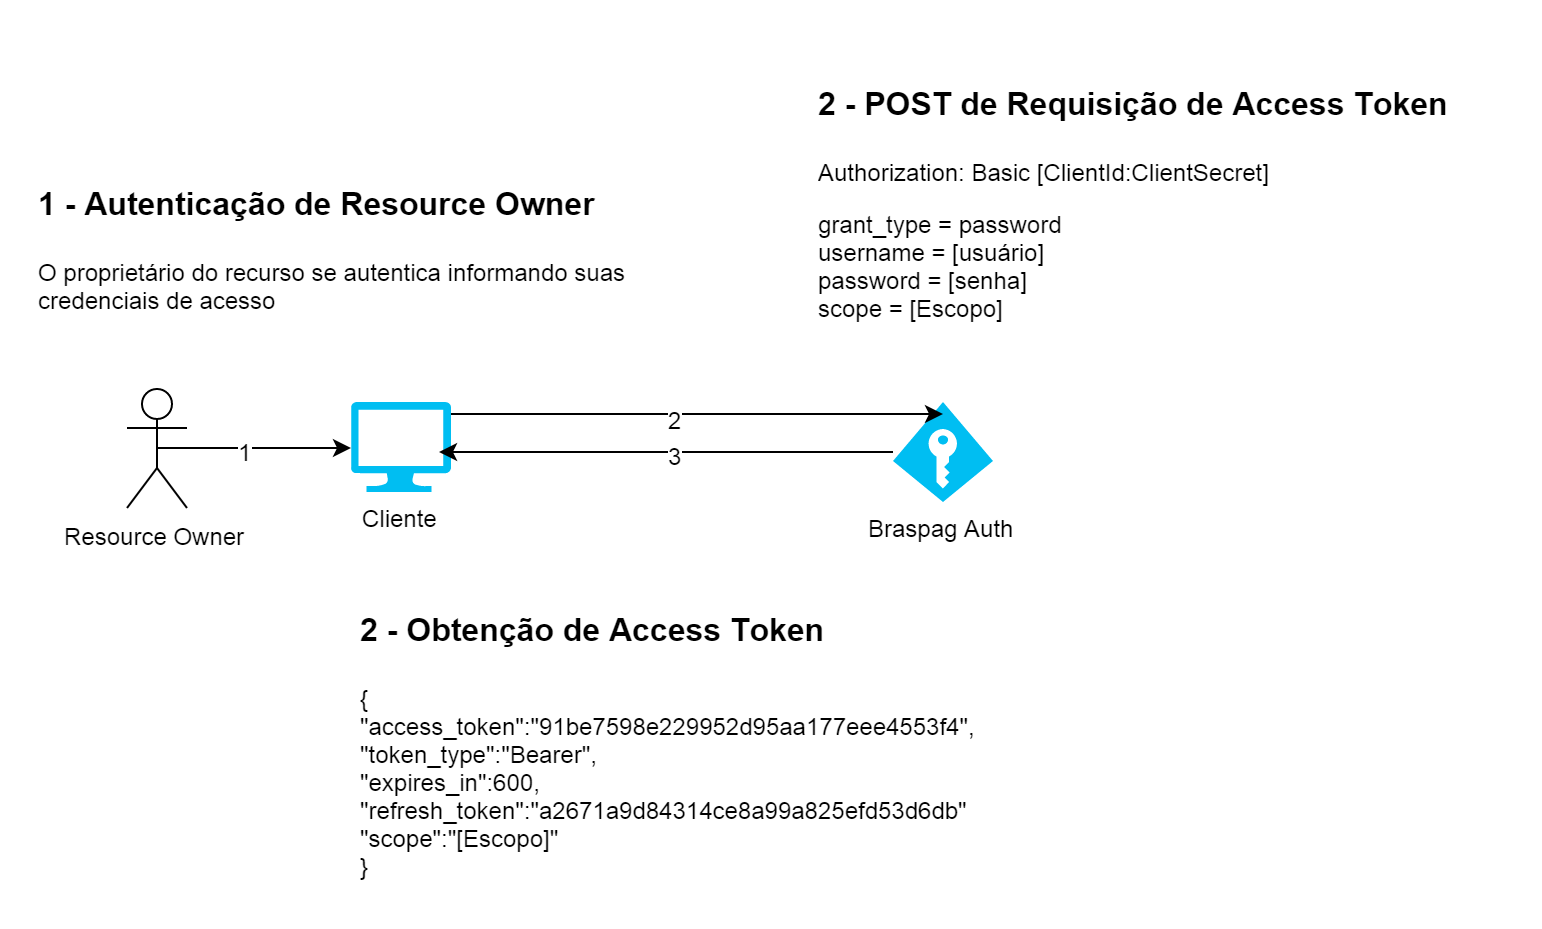 2 - POST de Requisição de Access Token
Authorization: Basic [ClientId:ClientSecret]
grant_type = password
username = [usuário]
password = [senha]
scope = [Escopo]
1 - Autenticação de Resource Owner
O proprietário do recurso se autentica informando suas
credenciais de acesso
1
2
3
Resource Owner
Cliente
Braspag Auth
2 - Obtenção de Access Token
{
"access_token":"91be7598e229952d95aa177eee4553f4",
"token_type":"Bearer",
"expires_in":600,
"refresh_token":"a2671a9d84314ce8a99a825efd53d6db"
"scope":"[Escopo]"
}